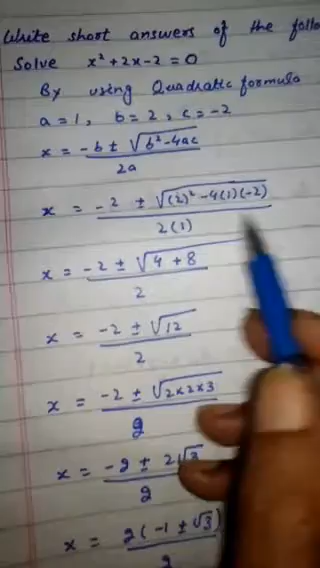 Write short answers of the
Solve x² + 2x - 2 = 0
By using Quadratic formula
a = 1, b = 2, c = -2
x = -b ± √b² - 4ac / 2a
x = -2 ± √(2)² - 4(1)(-2) / 2(1)
x = -2 ± √4 + 8 / 2
x = -2 ± √12 / 2
x = -2 ± √2×2×3 / 2
x = -2 ± 2√3 / 2
x = 2(-1 ± √3) / 2